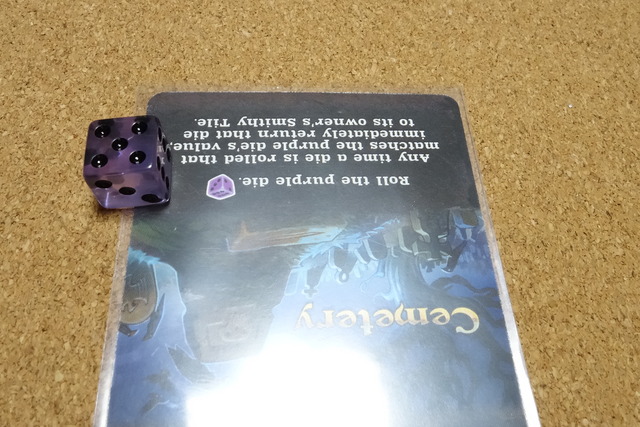 Cemetery
Roll the purple die.
Any time a die is rolled that
matches the purple die's value,
immediately return that die
to its owner's Smithy Tile.